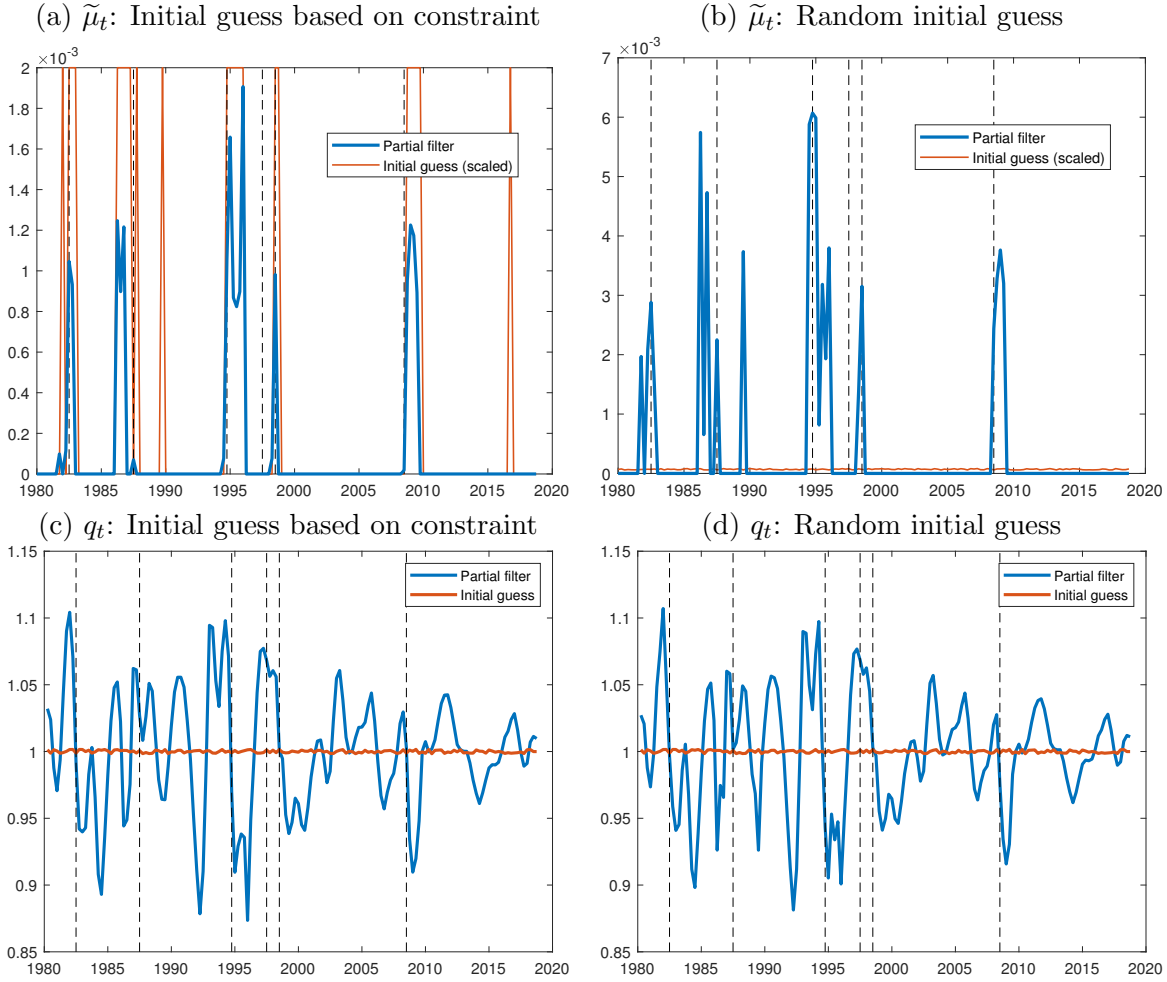 (a) μ̃ₜ: Initial guess based on constraint
×10⁻³
2
1.8
1.6
1.4
1.2
1
0.8
0.6
0.4
0.2
0
Partial filter
Initial guess (scaled)
1980 1985 1990 1995 2000 2005 2010 2015 2020
(b) μ̃ₜ: Random initial guess
×10⁻³
7
6
5
4
3
2
1
0
Partial filter
Initial guess (scaled)
1980 1985 1990 1995 2000 2005 2010 2015 2020
(c) qₜ: Initial guess based on constraint
1.15
1.1
1.05
1
0.95
0.9
0.85
Partial filter
Initial guess
1980 1985 1990 1995 2000 2005 2010 2015 2020
(d) qₜ: Random initial guess
1.15
1.1
1.05
1
0.95
0.9
0.85
Partial filter
Initial guess
1980 1985 1990 1995 2000 2005 2010 2015 2020